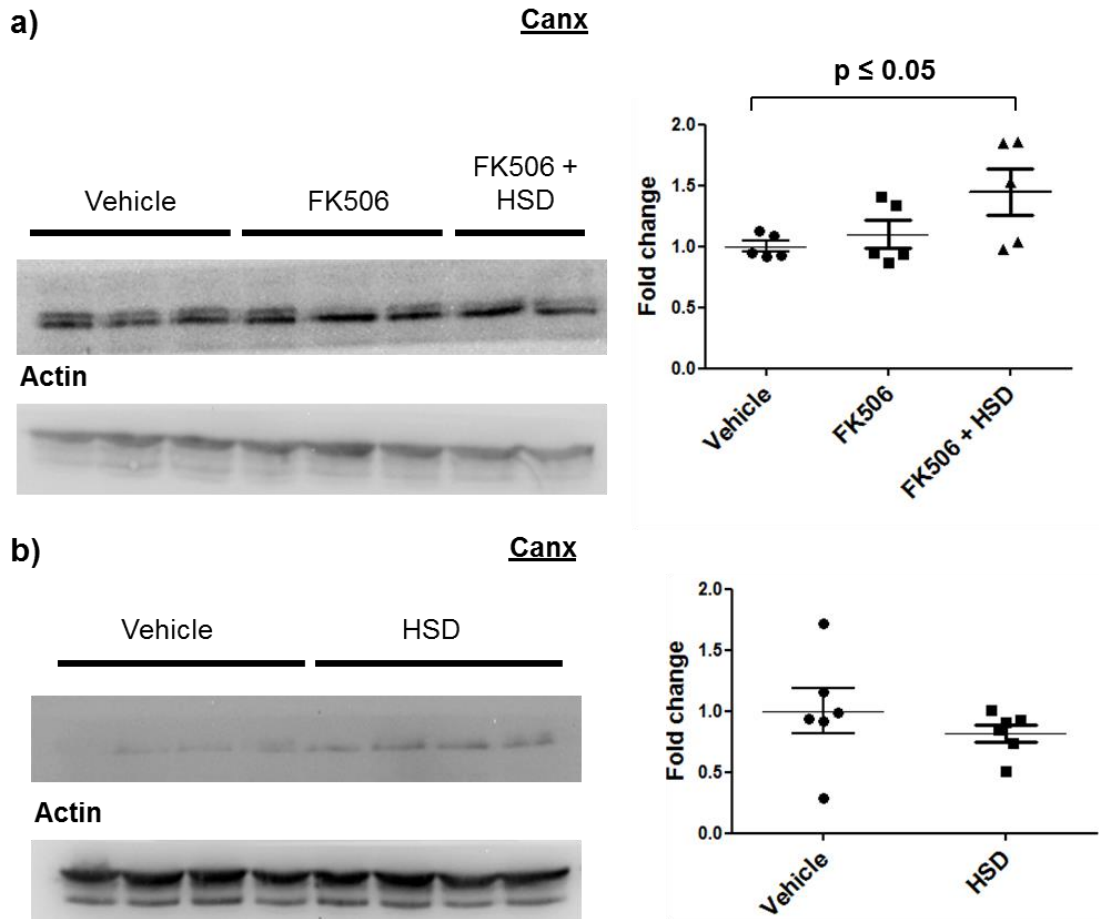 a)
Canx
Vehicle
FK506
FK506 +
HSD
Actin
p ≤ 0.05
Fold change
2.0
1.5
1.0
0.5
0.0
Vehicle
FK506
FK506 + HSD
b)
Canx
Vehicle
HSD
Actin
Fold change
2.0
1.5
1.0
0.5
0.0
Vehicle
HSD